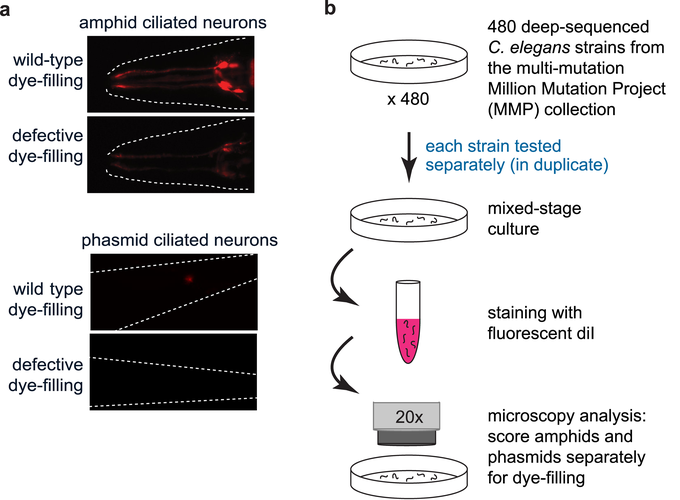 a
amphid ciliated neurons
wild-type
dye-filling
defective
dye-filling
phasmid ciliated neurons
wild type
dye-filling
defective
dye-filling
b
480 deep-sequenced
C. elegans strains from
the multi-mutation
Million Mutation Project
(MMP) collection
x 480
each strain tested
separately (in duplicate)
mixed-stage
culture
staining with
fluorescent diI
20x
microscopy analysis:
score amphids and
phasmids separately
for dye-filling